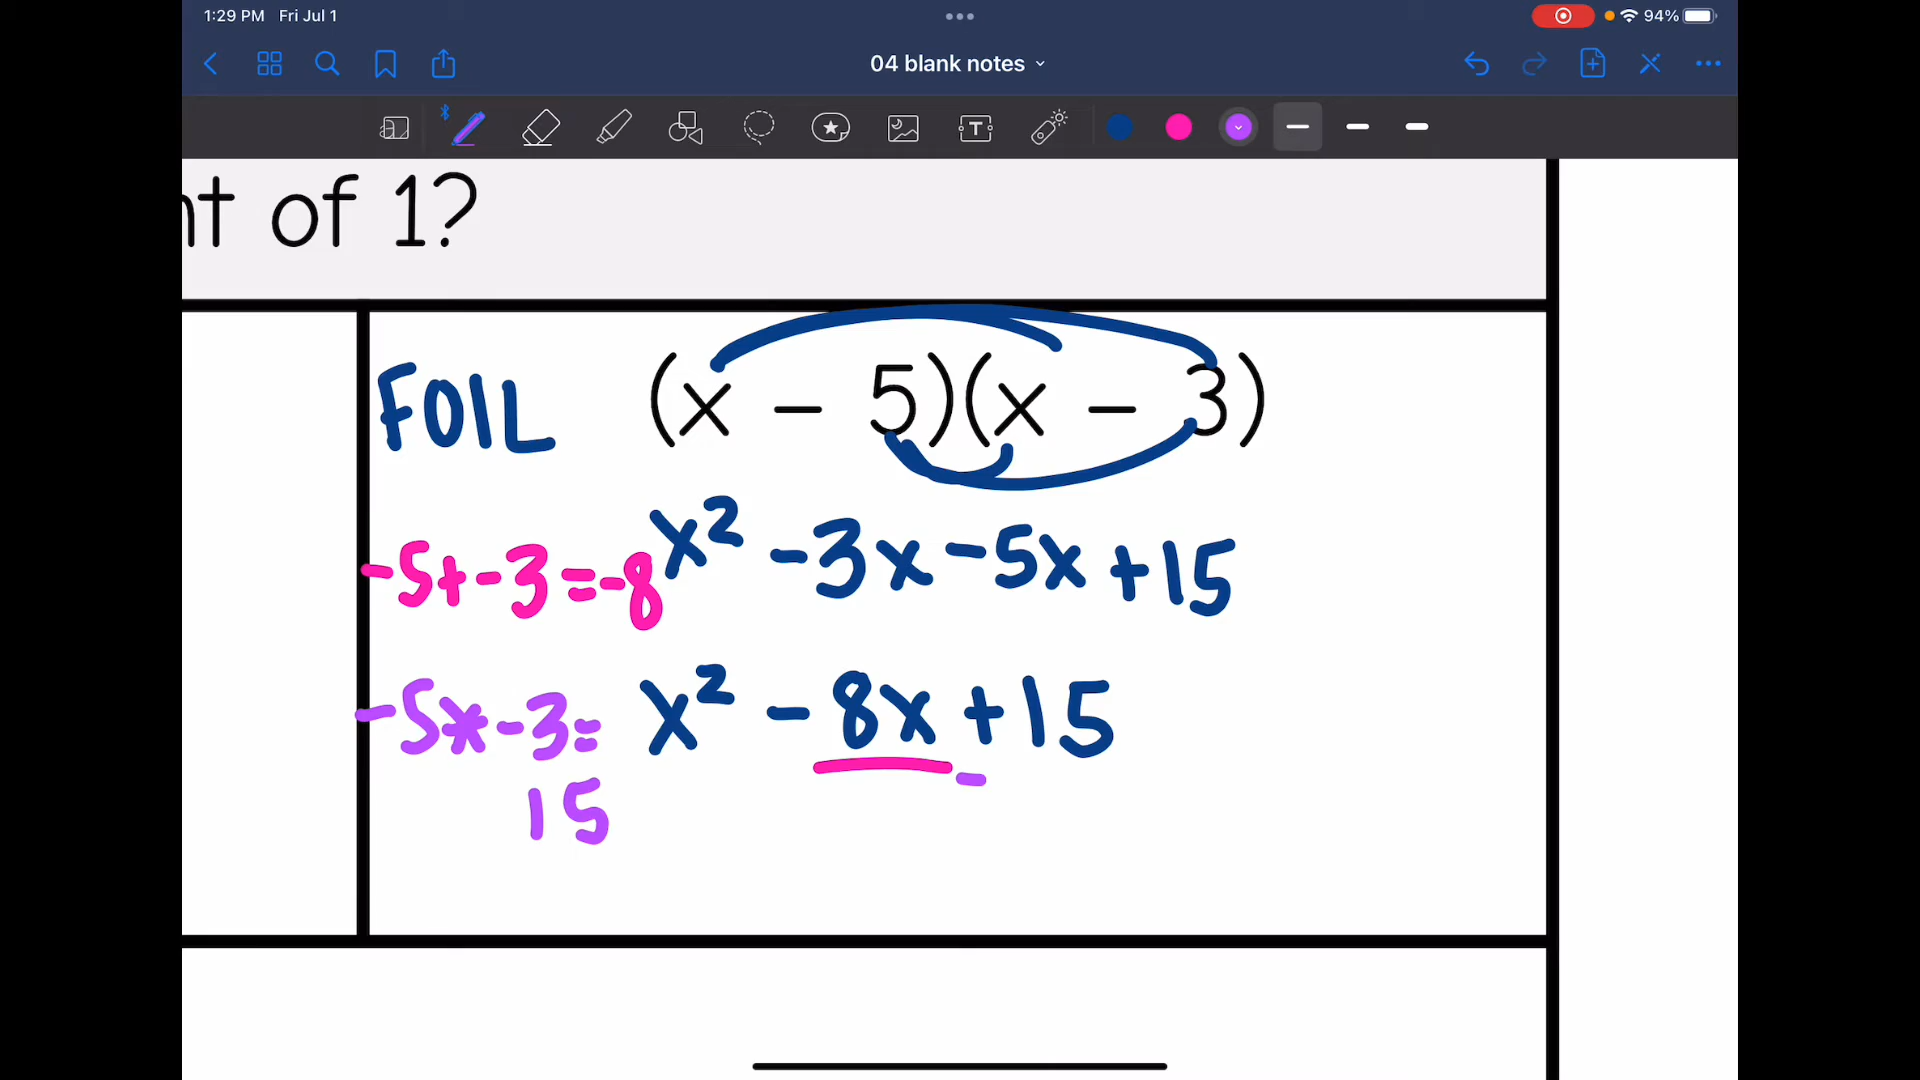 1:29 PM Fri Jul 1
94%
04 blank notes
T
nt of 1?
FOIL (x – 5)(x – 3)
-5+-3=-8 x² -3x -5x +15
-5*-3= x² - 8x +15
15